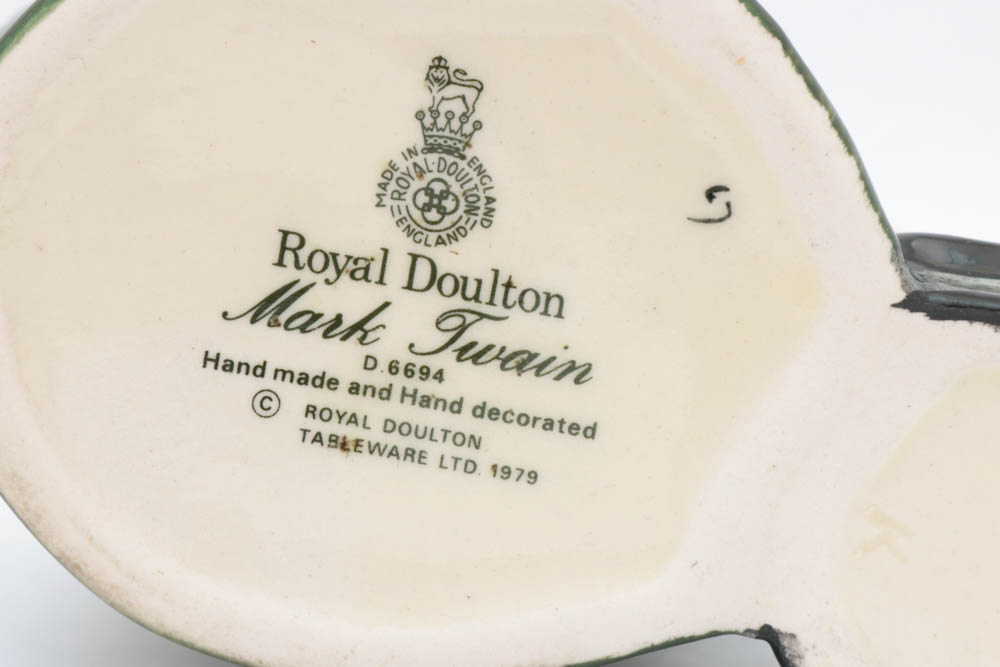 MADE IN ENGLAND
ROYAL·DOULTON
ENGLAND
Royal Doulton
Mark Twain
D.6694
Hand made and Hand decorated
© ROYAL DOULTON
TABLEWARE LTD. 1979
K